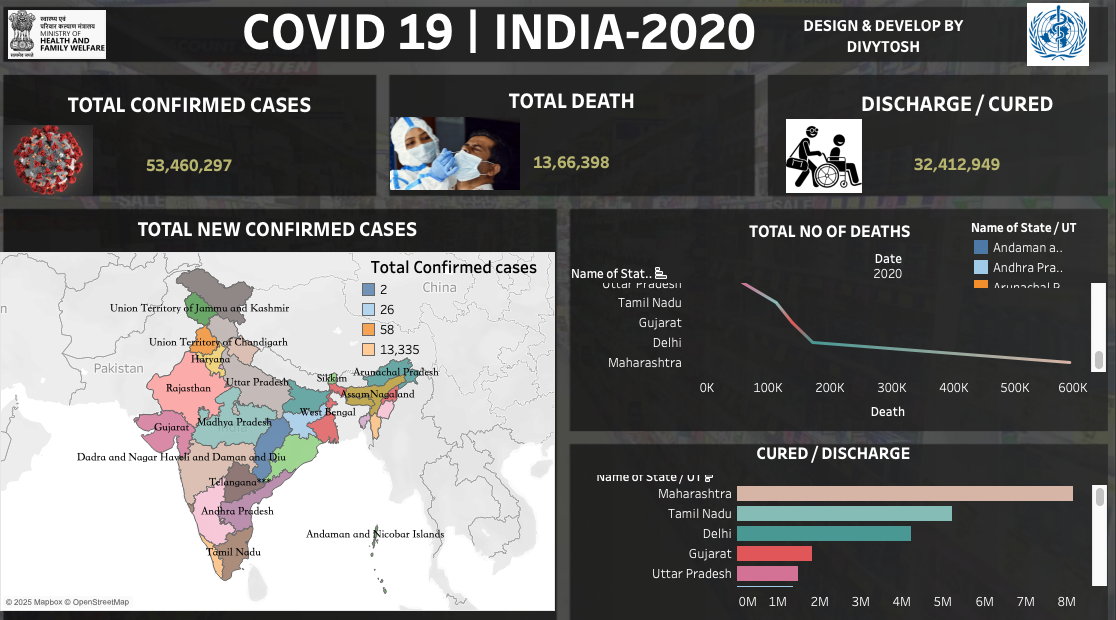 स्वास्थ्य एवं
परिवार कल्याण मंत्रालय
MINISTRY OF
HEALTH AND
FAMILY WELFARE
COVID 19 | INDIA-2020
DESIGN & DEVELOP BY
DIVYTOSH
TOTAL CONFIRMED CASES
53,460,297
TOTAL DEATH
13,66,398
DISCHARGE / CURED
32,412,949
TOTAL NEW CONFIRMED CASES
Total Confirmed cases
2
26
58
13,335
China
Pakistan
Union Territory of Jammu and Kashmir
Union Territory of Chandigarh
Haryana
Rajasthan
Uttar Pradesh
Sikkim
Arunachal Pradesh
Assam
Nagaland
West Bengal
Gujarat
Madhya Pradesh
Dadra and Nagar Haveli and Daman and Diu
Telangana***
Andhra Pradesh
Andaman and Nicobar Islands
Tamil Nadu
© 2025 Mapbox © OpenStreetMap
TOTAL NO OF DEATHS
Name of State / UT
Andaman a..
Andhra Pra..
Arunachal P..
Date
2020
Name of Stat..
Uttar Pradesh
Tamil Nadu
Gujarat
Delhi
Maharashtra
0K 100K 200K 300K 400K 500K 600K
Death
CURED / DISCHARGE
Name of State / UT
Maharashtra
Tamil Nadu
Delhi
Gujarat
Uttar Pradesh
0M 1M 2M 3M 4M 5M 6M 7M 8M